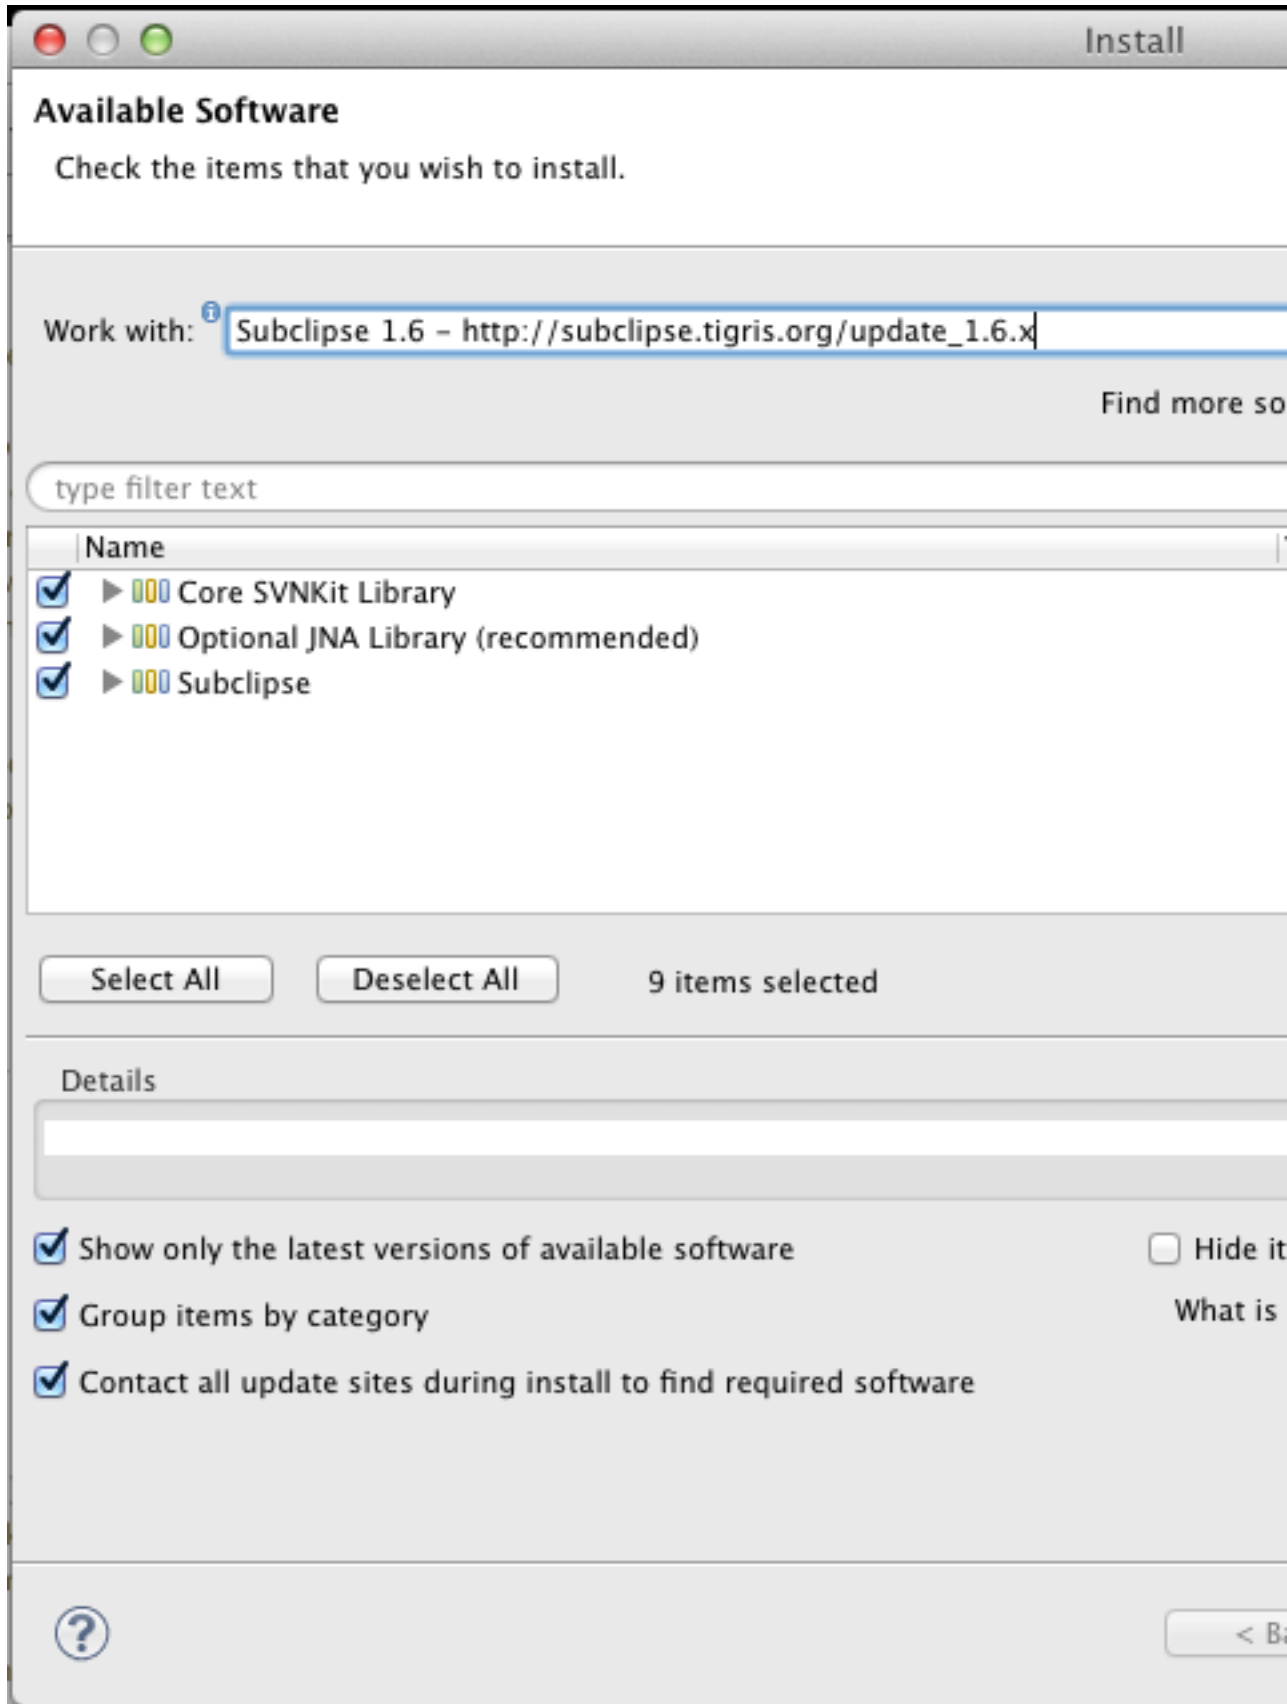 Install
Available Software
Check the items that you wish to install.
Work with: Subclipse 1.6 – http://subclipse.tigris.org/update_1.6.x
Find more so
type filter text
Name
Core SVNKit Library
Optional JNA Library (recommended)
Subclipse
Select All Deselect All 9 items selected
Details
Show only the latest versions of available software Hide it
Group items by category What is
Contact all update sites during install to find required software
? < Ba